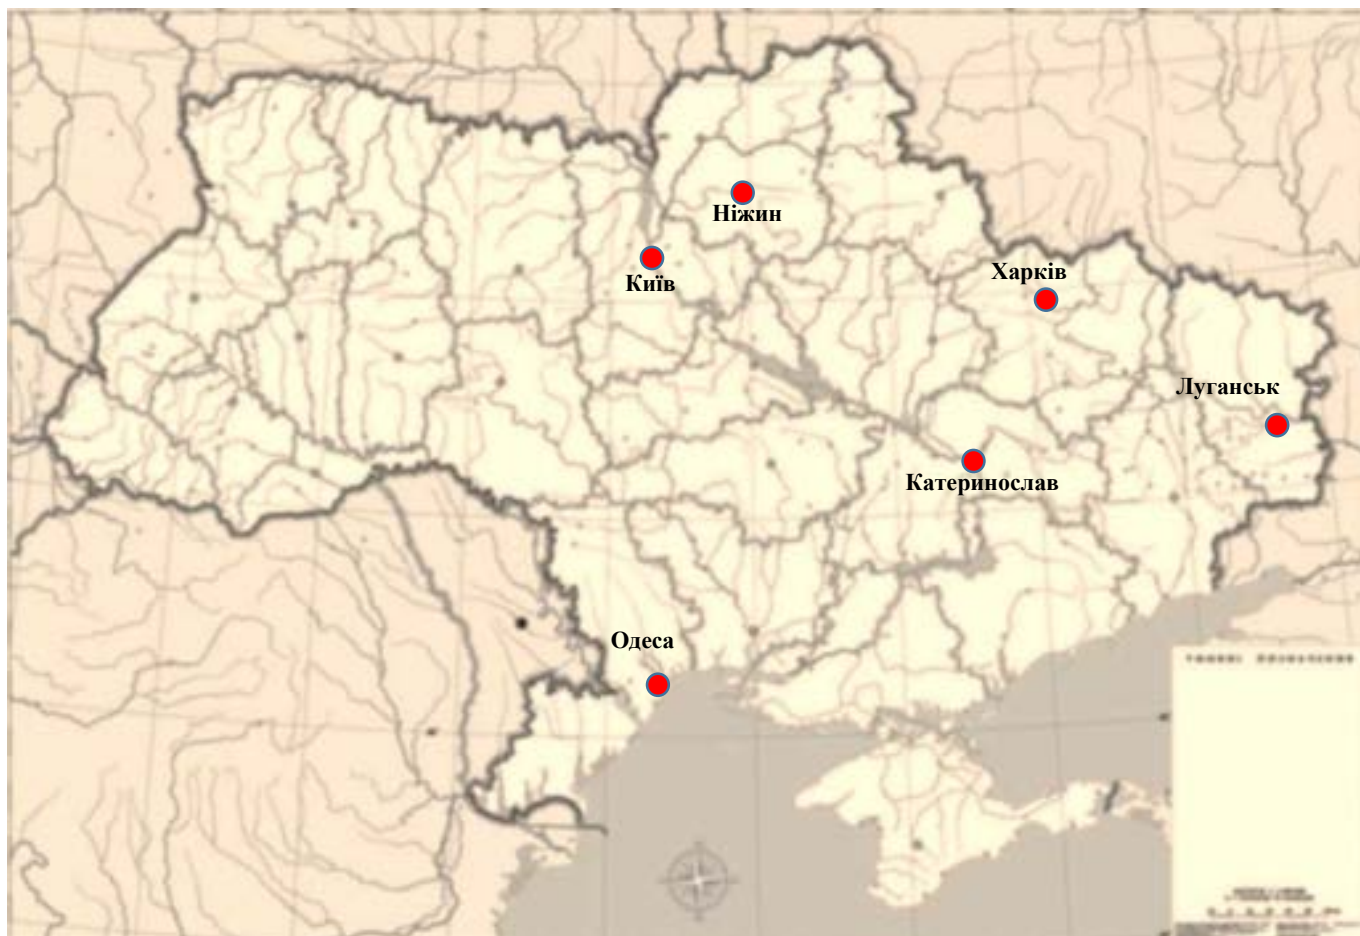 Ніжин
Київ
Харків
Луганськ
Катеринослав
Одеса